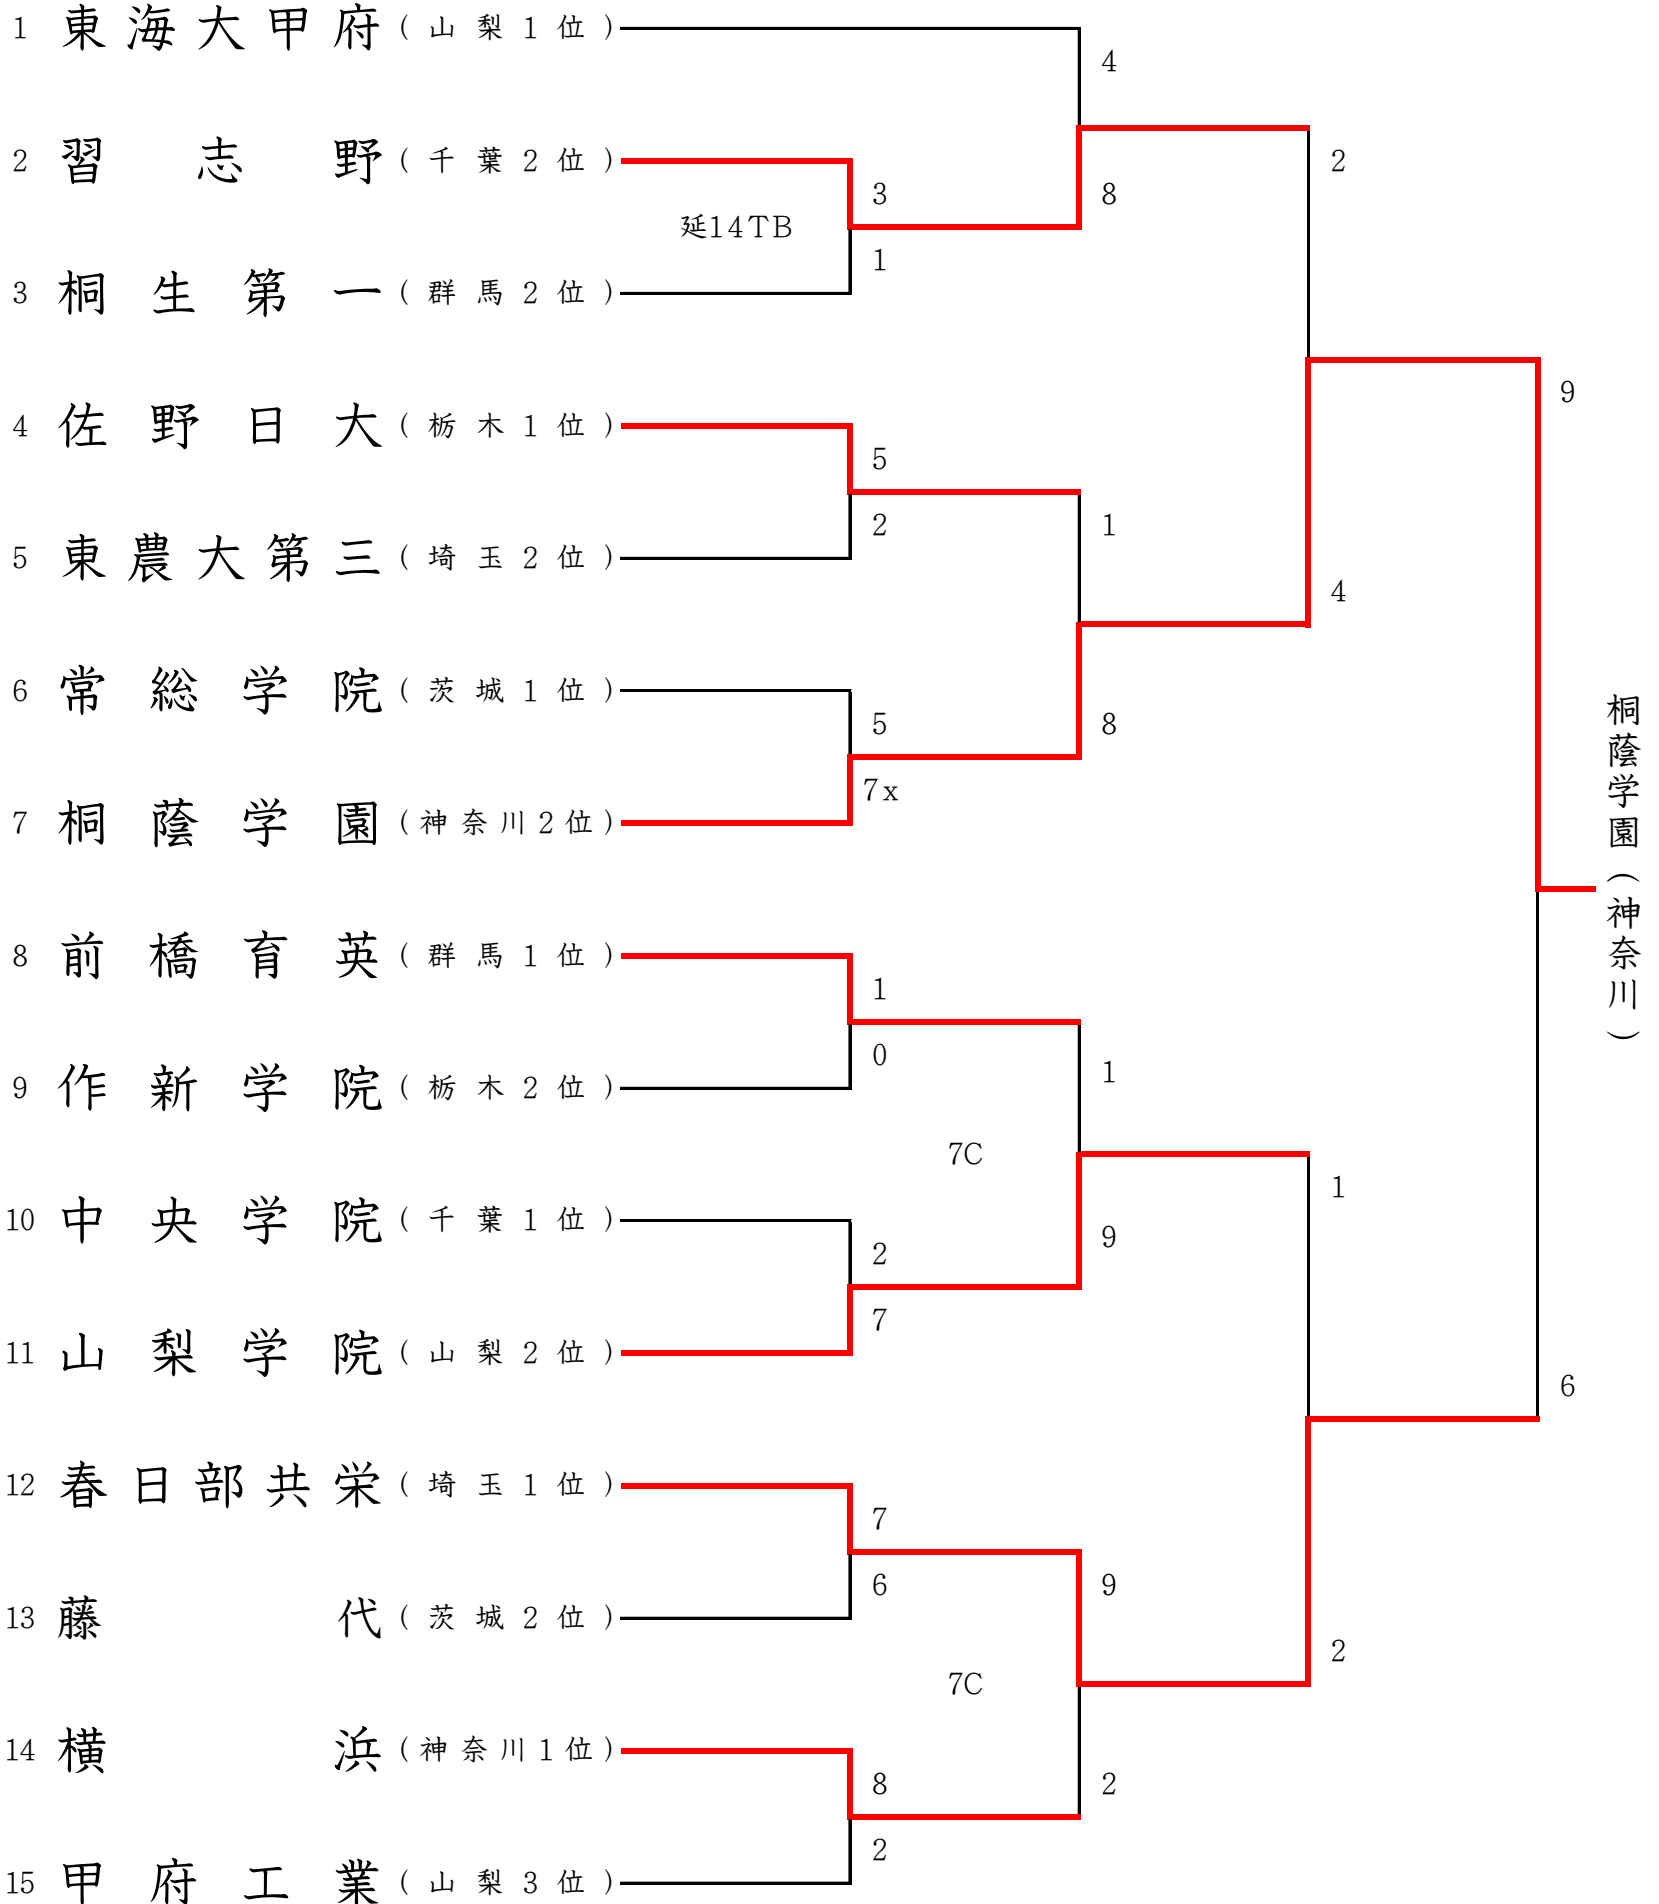 1 東海大甲府 (山梨1位)
4
2 習志野 (千葉2位)
2
3
8
延14TB
1
3 桐生第一 (群馬2位)
9
4 佐野日大 (栃木1位)
5
2
1
5 東農大第三 (埼玉2位)
4
6 常総学院 (茨城1位)
5
8
7x
7 桐蔭学園 (神奈川2位)
桐蔭学園(神奈川)
8 前橋育英 (群馬1位)
1
0
1
9 作新学院 (栃木2位)
7C
1
10 中央学院 (千葉1位)
2
9
7
11 山梨学院 (山梨2位)
6
12 春日部共栄 (埼玉1位)
7
6
9
13 藤代 (茨城2位)
2
7C
14 横浜 (神奈川1位)
8
2
2
15 甲府工業 (山梨3位)